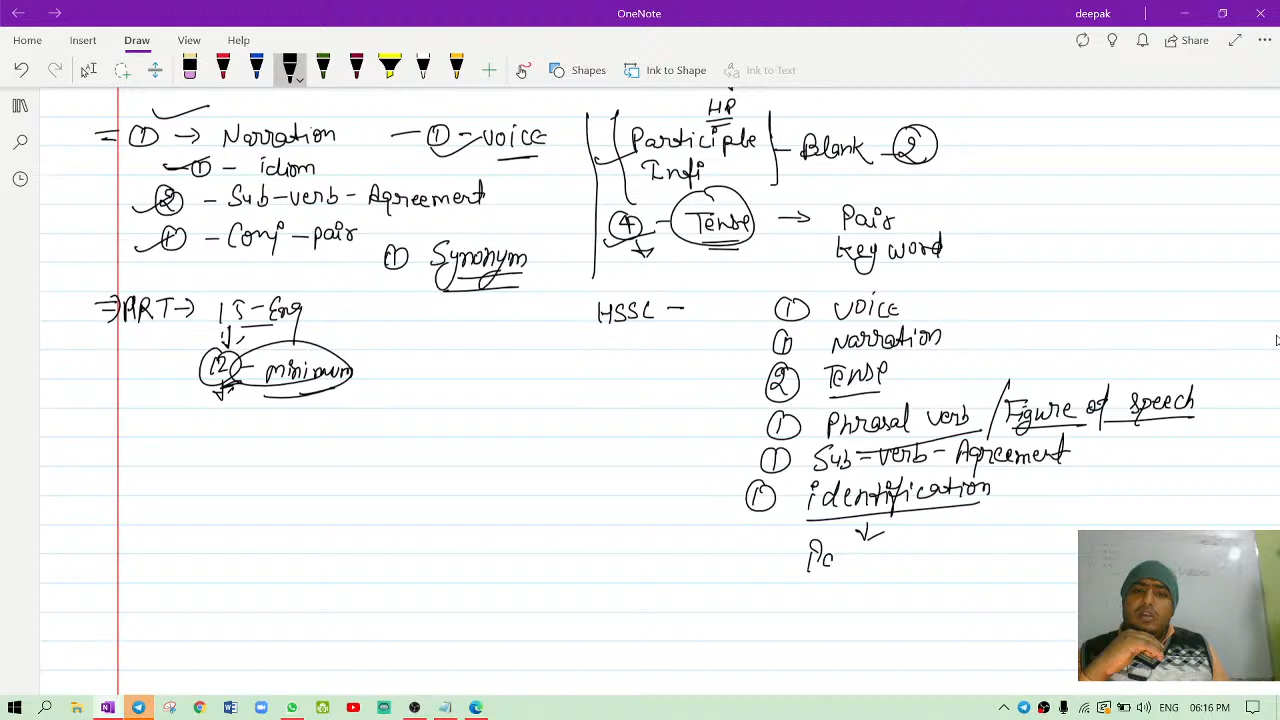 OneNote
deepak
Home Insert Draw View Help
Share
Shapes
Ink to Shape
Ink to Text
HP
= ① → Narration
① - idiom
② - Sub-verb-Agreement
① - Conj-pair
① - voice
① Synonym
Participle
Infi
Blank - ②
④ - Tense → Pair
Key word
⇒ PRT → 15-Eng
12 - minimum
HSSC -
① voice
① Narration
② Tense
① Phrasal verb / Figure of speech
① Sub-verb-Agreement
① identification
ENG
06:16 PM